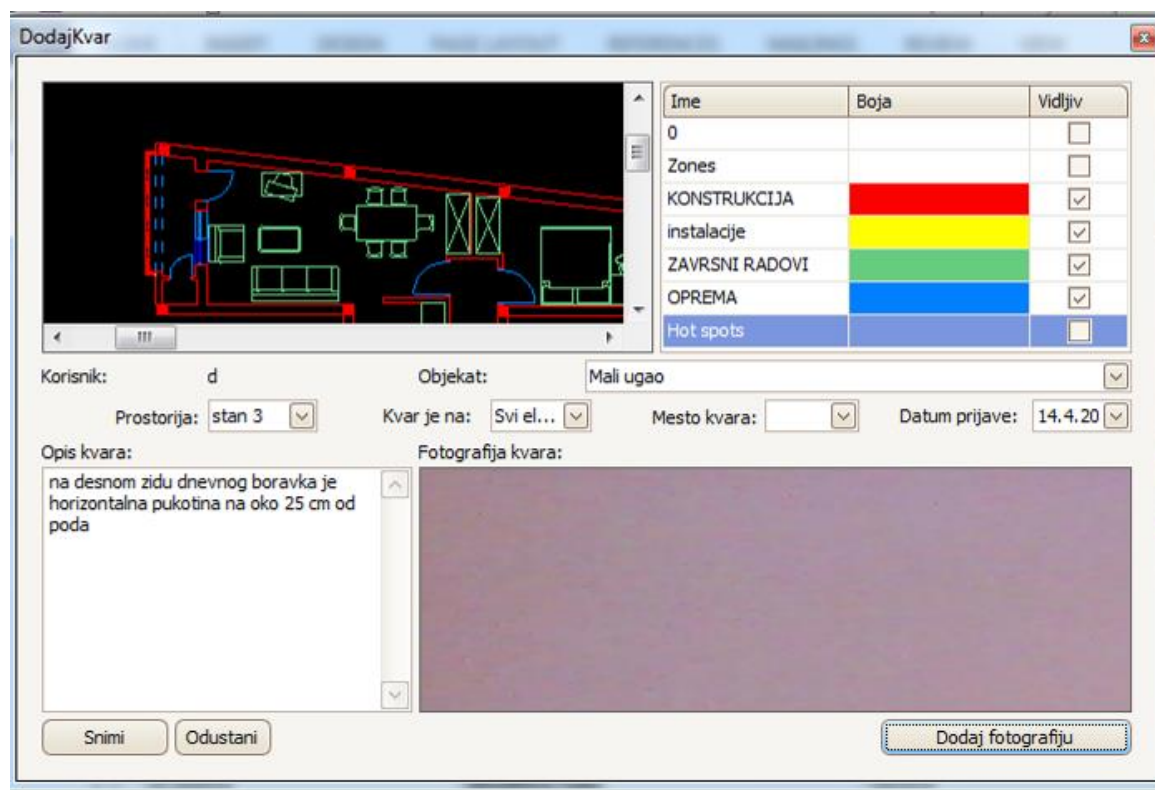 DodajKvar
Ime Boja Vidljiv
0
Zones
KONSTRUKCIJA
instalacije
ZAVRSNI RADOVI
OPREMA
Hot spots
Korisnik: d Objekat: Mali ugao
Prostorija: stan 3 Kvar je na: Svi el... Mesto kvara: Datum prijave: 14.4.20
Opis kvara: Fotografija kvara:
na desnom zidu dnevnog boravka je
horizontalna pukotina na oko 25 cm od
poda
Snimi Odustani Dodaj fotografiju